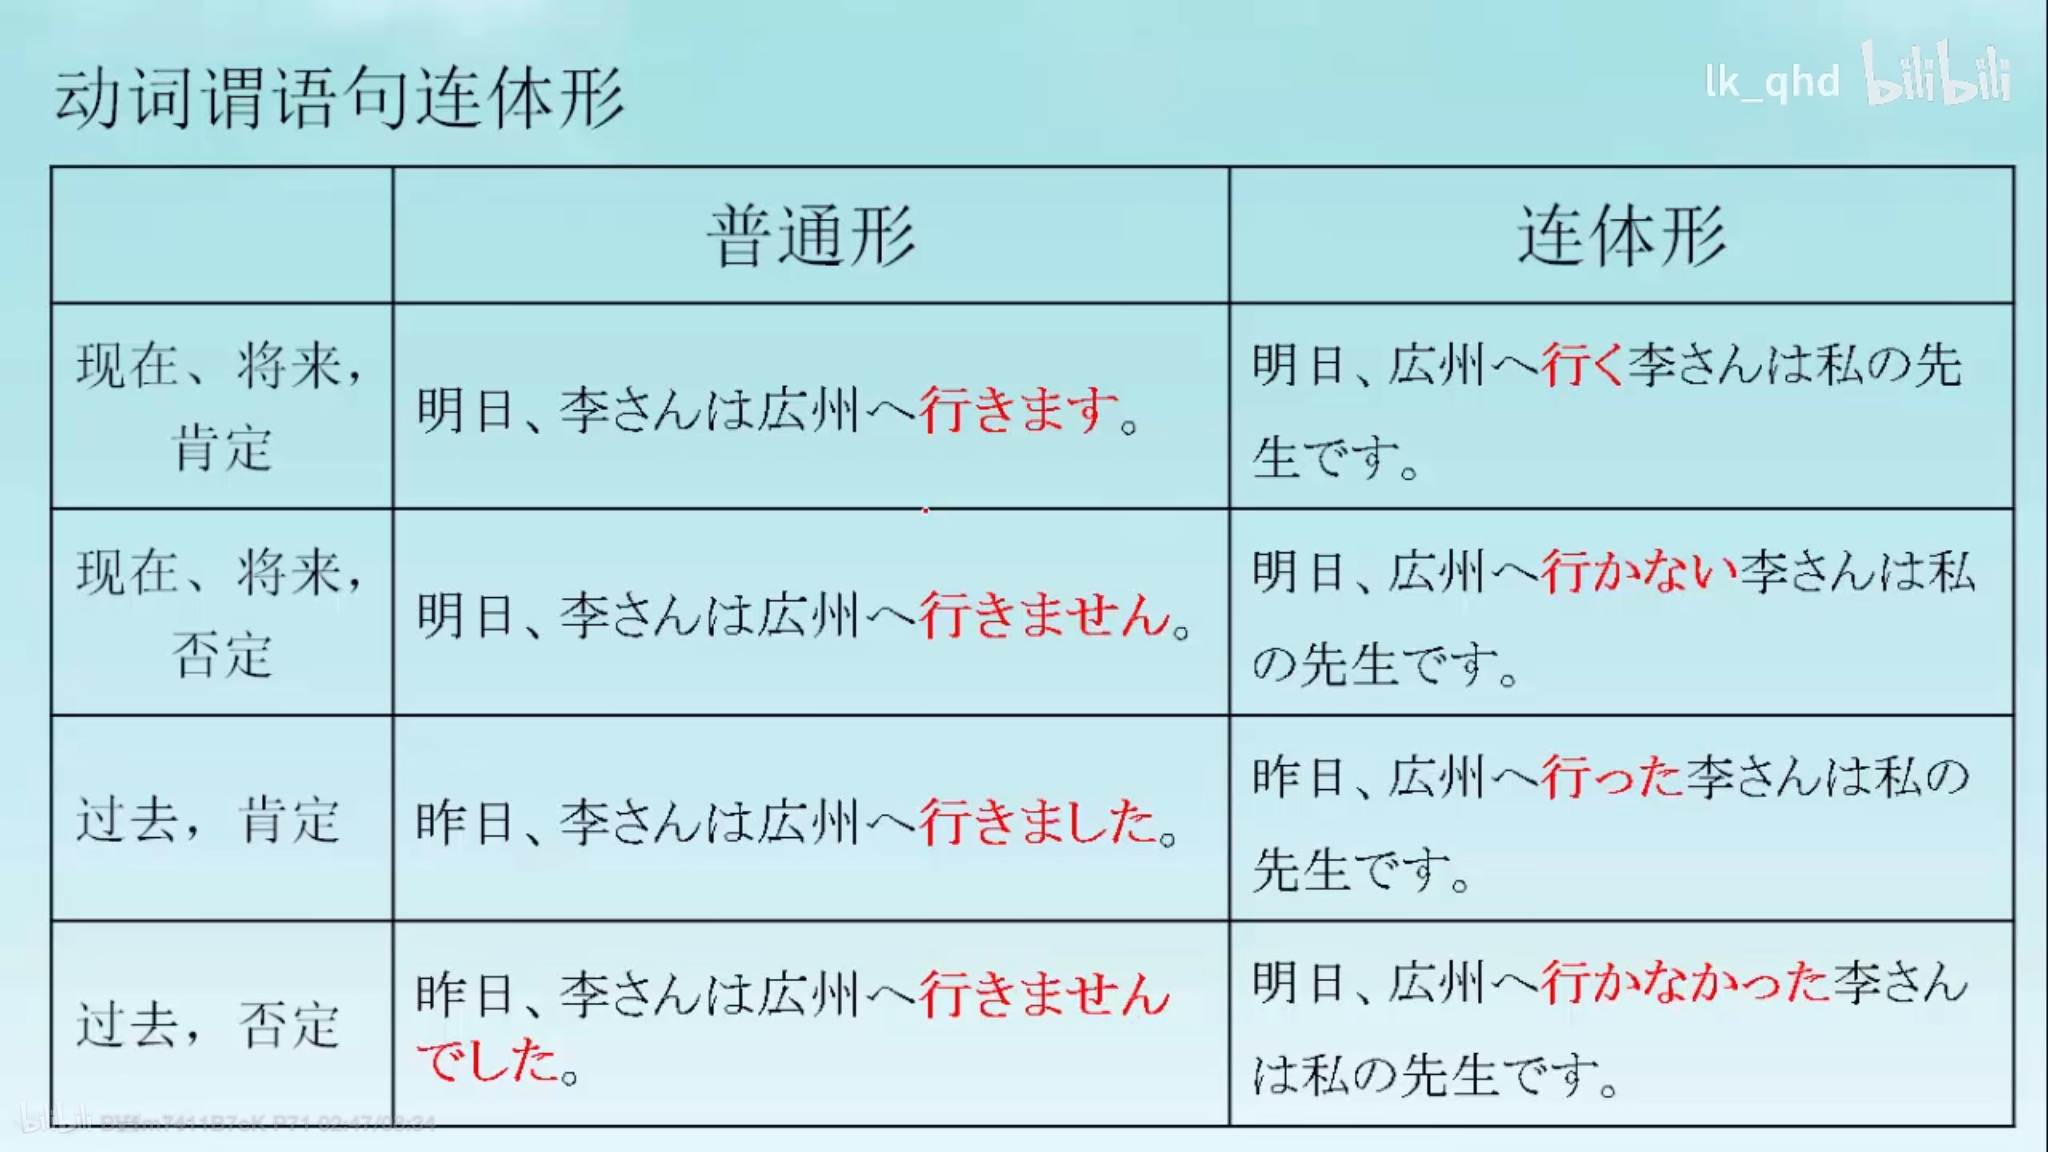 动词谓语句连体形
lk_qhd bilibili
普通形
连体形
现在、将来，
肯定
明日、李さんは広州へ行きます。
明日、広州へ行く李さんは私の先
生です。
现在、将来，
否定
明日、李さんは広州へ行きません。
明日、広州へ行かない李さんは私
の先生です。
过去，肯定
昨日、李さんは広州へ行きました。
昨日、広州へ行った李さんは私の
先生です。
过去，否定
昨日、李さんは広州へ行きません
でした。
明日、広州へ行かなかった李さん
は私の先生です。
bilibili